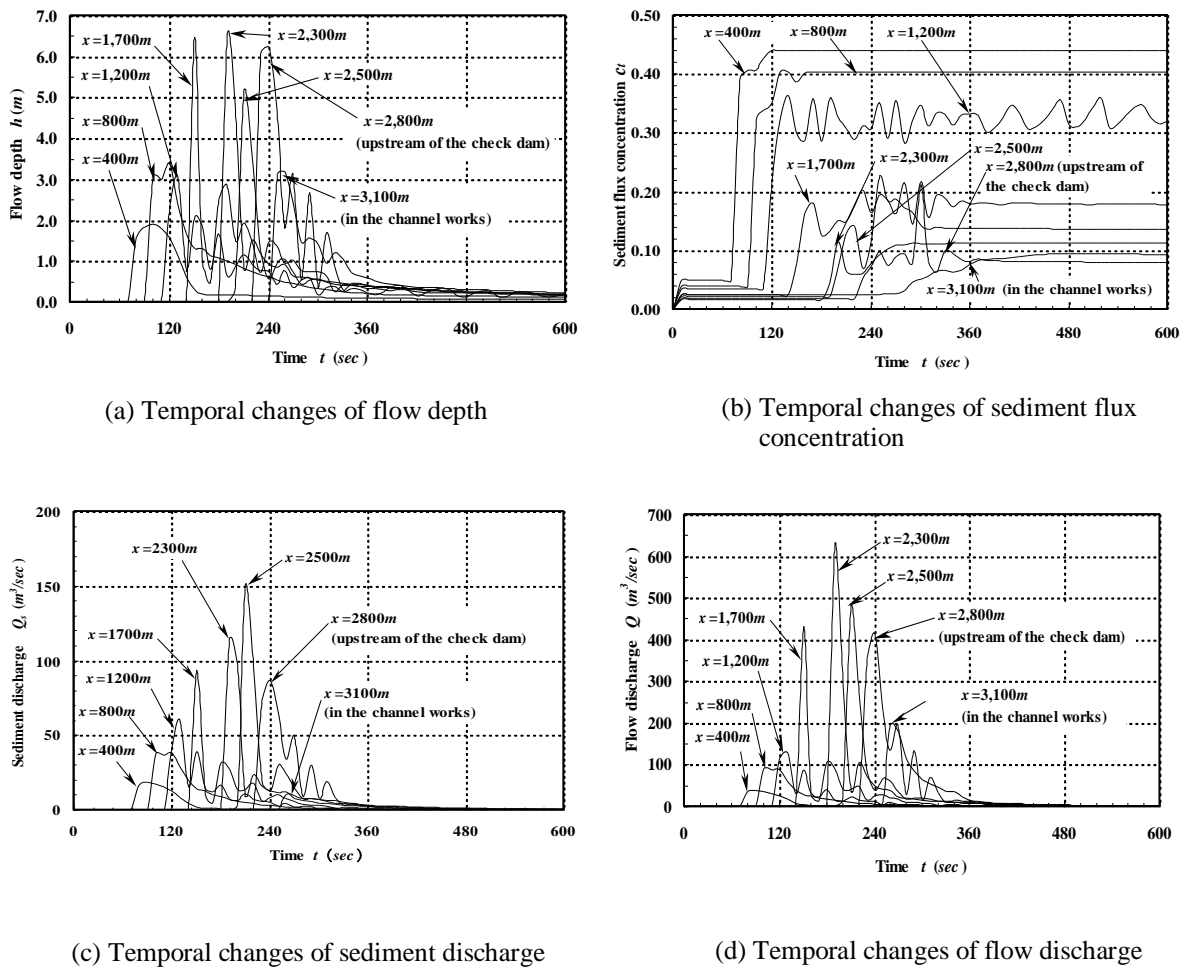 7.0
6.0
5.0
4.0
3.0
2.0
1.0
0.0
Flow depth h (m)
x=1,700m
x=2,300m
x=1,200m
x=2,500m
x=800m
x=2,800m
(upstream of the check dam)
x=400m
x=3,100m
(in the channel works)
0 120 240 360 480 600
Time t (sec)
(a) Temporal changes of flow depth
0.50
0.40
0.30
0.20
0.10
0.00
Sediment flux concentration ct
x=400m
x=800m
x=1,200m
x=2,500m
x=1,700m
x=2,300m
x=2,800m (upstream of
the check dam)
x=3,100m (in the channel works)
0 120 240 360 480 600
Time t (sec)
(b) Temporal changes of sediment flux
concentration
200
150
100
50
0
Sediment discharge Qs (m3/sec)
x=2300m
x=2500m
x=1700m
x=2800m
(upstream of the check dam)
x=1200m
x=3100m
(in the channel works)
x=800m
x=400m
0 120 240 360 480 600
Time t (sec)
(c) Temporal changes of sediment discharge
700
600
500
400
300
200
100
0
Flow discharge Q (m3/sec)
x=2,300m
x=2,500m
x=1,700m
x=2,800m
(upstream of the check dam)
x=1,200m
x=3,100m
(in the channel works)
x=800m
x=400m
0 120 240 360 480 600
Time t (sec)
(d) Temporal changes of flow discharge